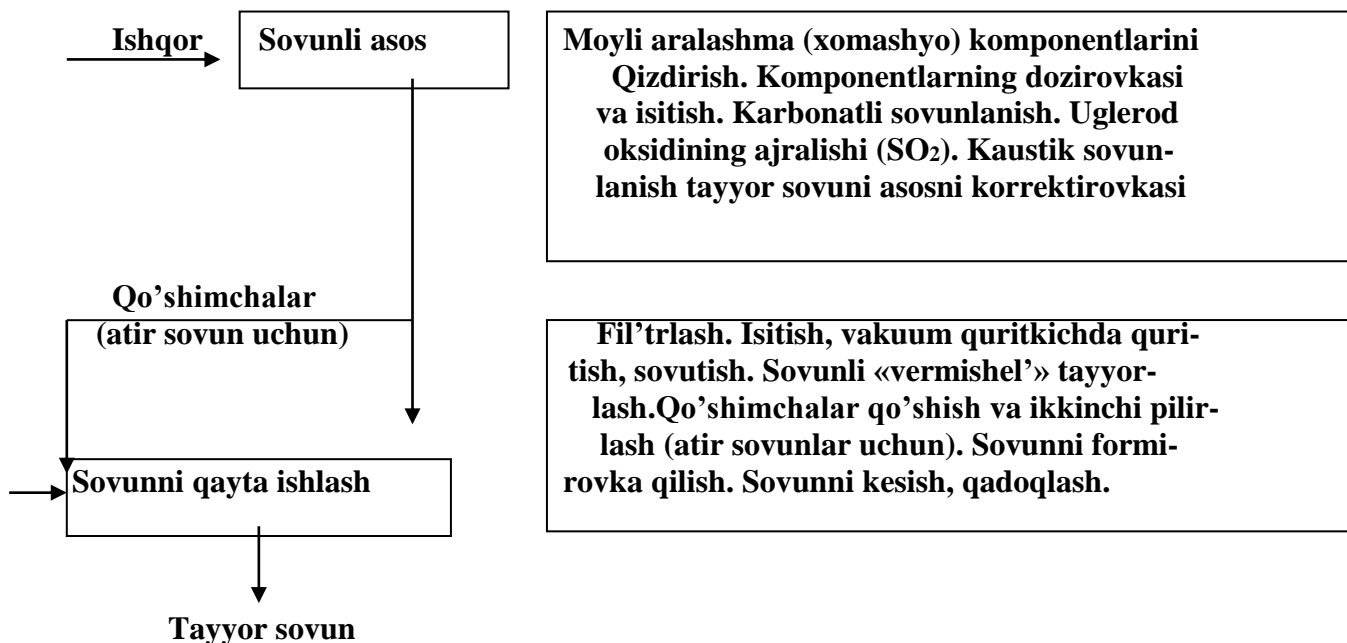 Ishqor
Sovunli asos
Moyli aralashma (xomashyo) komponentlarini
Qizdirish. Komponentlarning dozirovkasi
va isitish. Karbonatli sovunlanish. Uglerod
oksidining ajralishi (SO₂). Kaustik sovun-
lanish tayyor sovuni asosni korrektirovkasi
Qo’shimchalar
(atir sovun uchun)
Fil’trlash. Isitish, vakuum quritkichda quri-
tish, sovutish. Sovunli «vermishel’» tayyor-
lash.Qo’shimchalar qo’shish va ikkinchi pilir-
lash (atir sovunlar uchun). Sovunni formi-
rovka qilish. Sovunni kesish, qadoqlash.
Sovunni qayta ishlash
Tayyor sovun